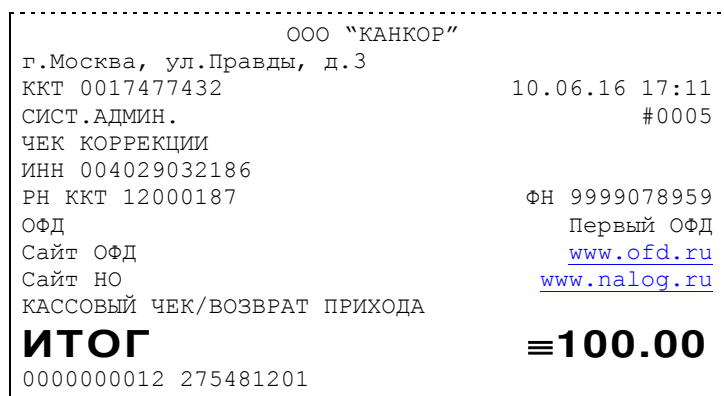 ООО “КАНКОР”
г.Москва, ул.Правды, д.3
ККТ 0017477432 10.06.16 17:11
СИСТ.АДМИН. #0005
ЧЕК КОРРЕКЦИИ
ИНН 004029032186
РН ККТ 12000187 ФН 9999078959
ОФД Первый ОФД
Сайт ОФД www.ofd.ru
Сайт НО www.nalog.ru
КАССОВЫЙ ЧЕК/ВОЗВРАТ ПРИХОДА
ИТОГ ≡100.00
0000000012 275481201